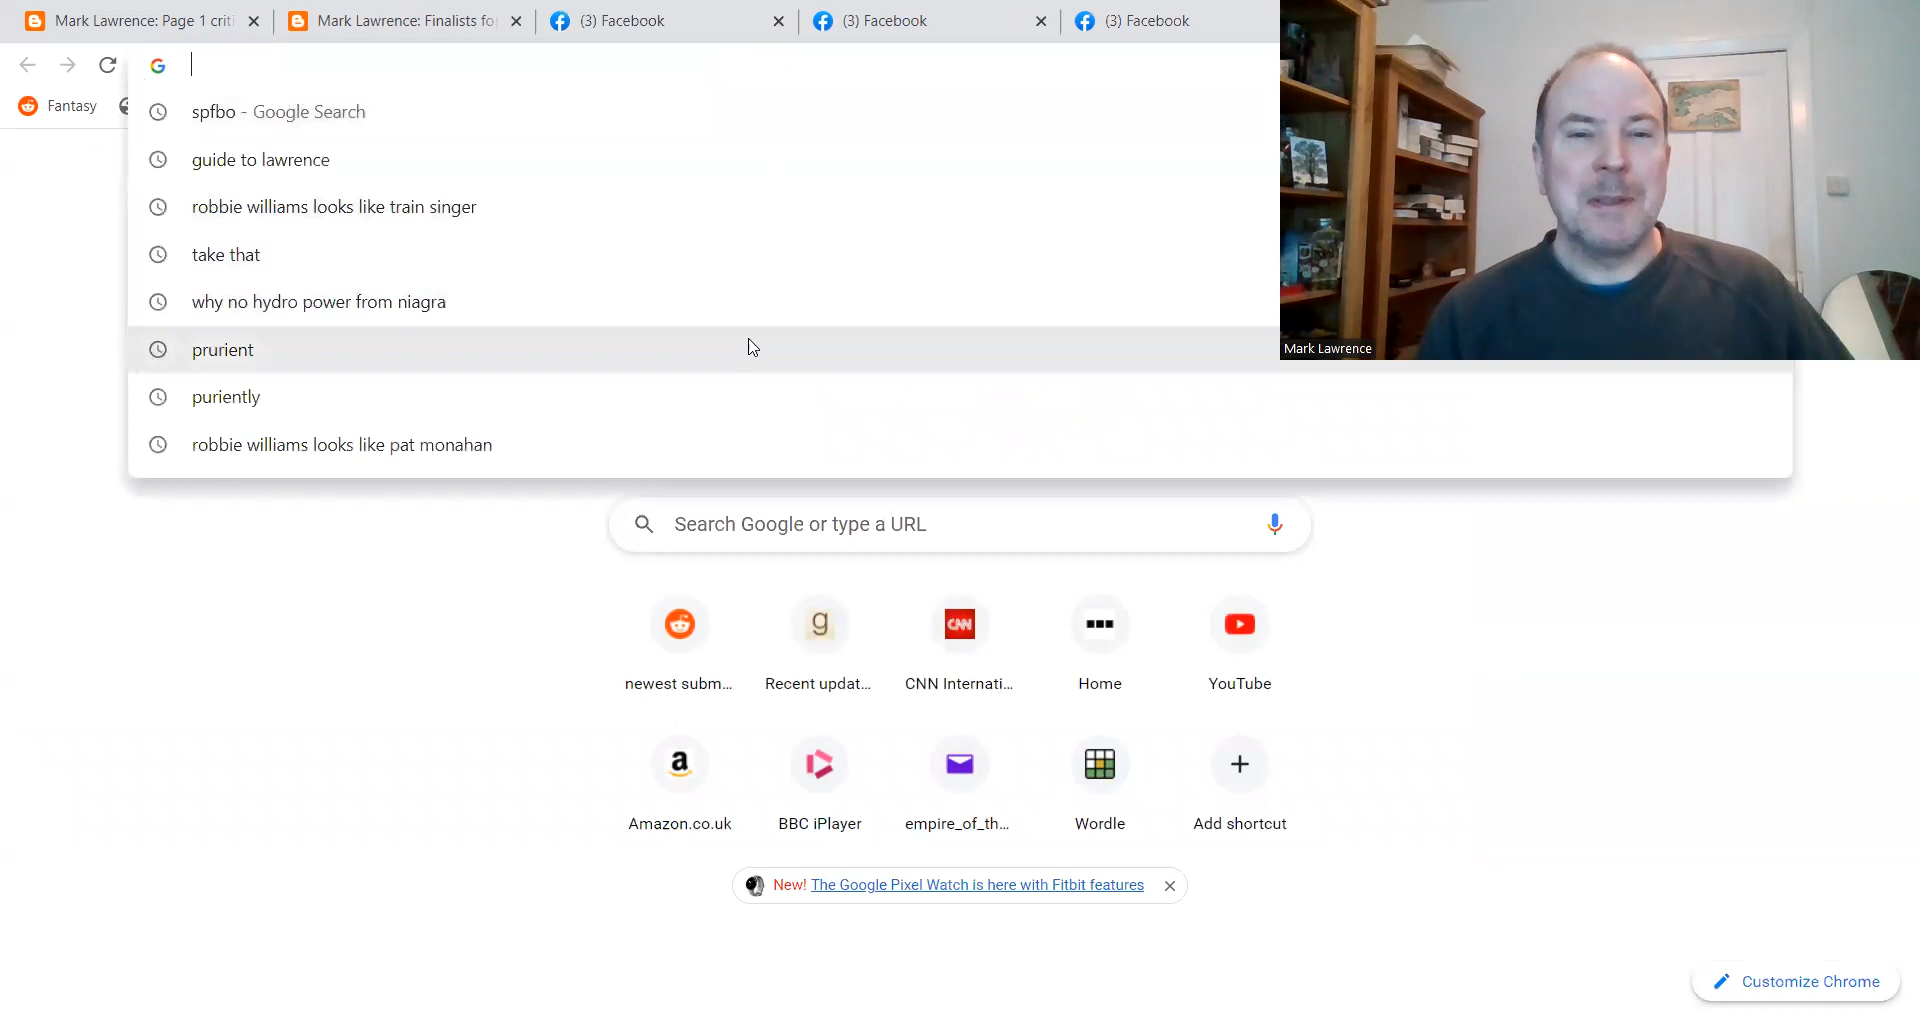 Mark Lawrence: Page 1 criti
Mark Lawrence: Finalists fo
(3) Facebook
(3) Facebook
(3) Facebook
Fantasy
spfbo - Google Search
guide to lawrence
robbie williams looks like train singer
take that
why no hydro power from niagra
prurient
puriently
robbie williams looks like pat monahan
Mark Lawrence
Search Google or type a URL
newest subm...
Recent updat...
CNN Internati...
Home
YouTube
Amazon.co.uk
BBC iPlayer
empire_of_th...
Wordle
Add shortcut
New! The Google Pixel Watch is here with Fitbit features
Customize Chrome